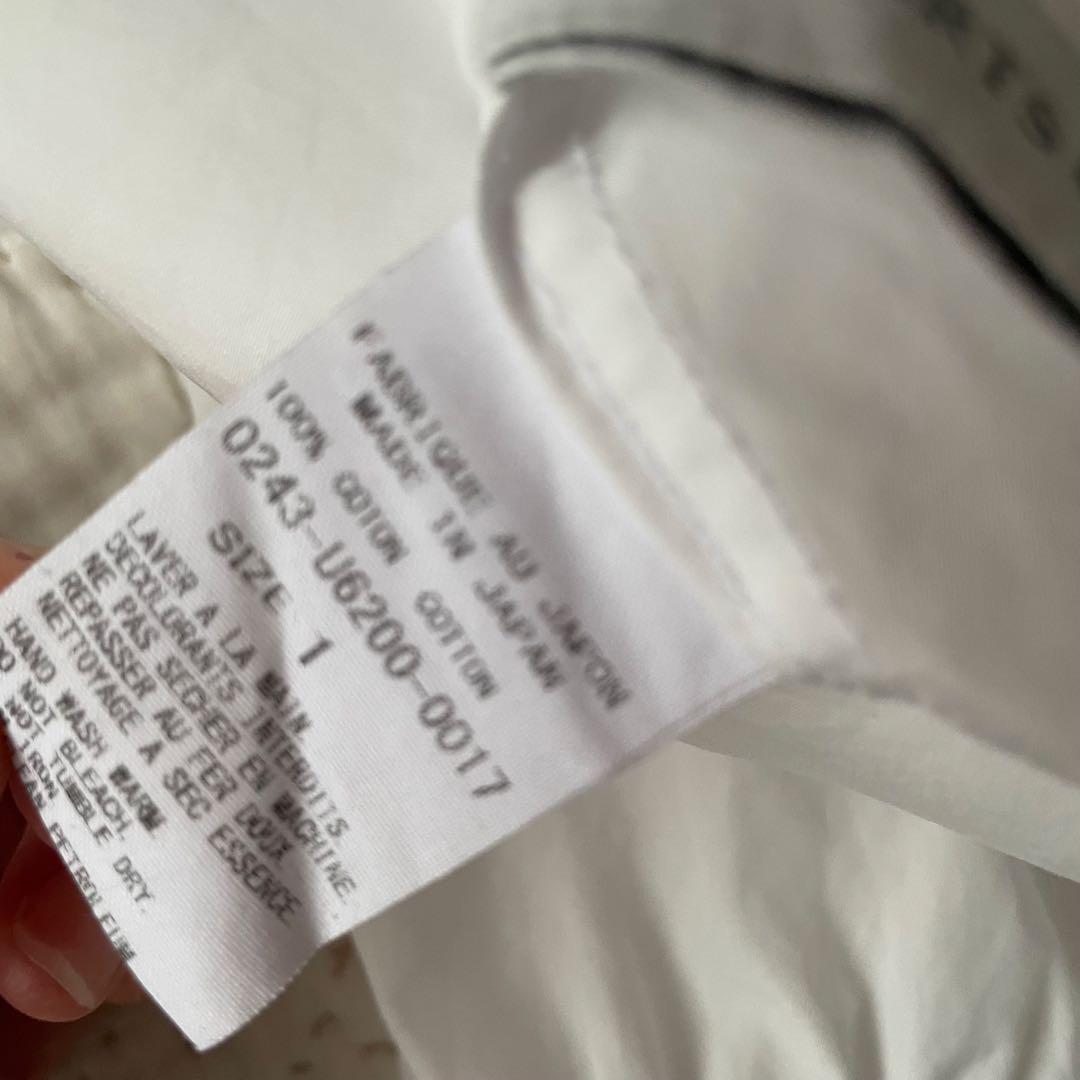 FABRIQUE AU JAPON
MADE IN JAPAN
100% COTON COTTON
0243-U6200-0017
SIZE 1
LAVER A LA MAIN.
DECOLORANTS INTERDITS
NE PAS SECHER EN MACHINE.
REPASSER AU FER DOUX
NETTOYAGE A SEC ESSENCE
HAND WASH WARM
DO NOT BLEACH.
NOT TUMBLE DRY.
IRON
PETROLEUM